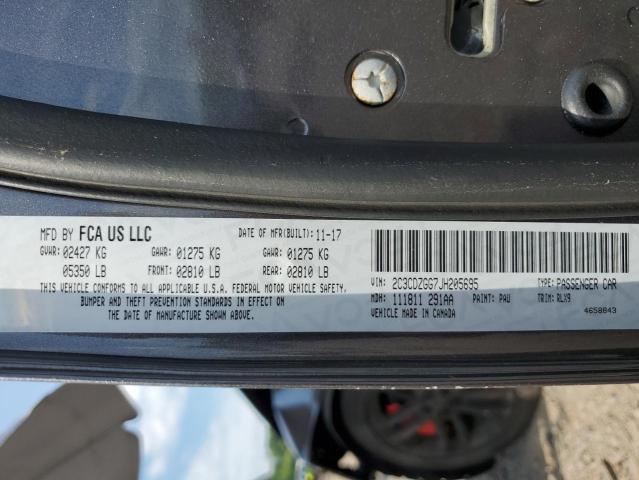 MFD BY FCA US LLC DATE OF MFR(BUILT): 11-17
GVWR: 02427 KG GAWR: 01275 KG GAWR: 01275 KG
05350 LB FRONT: 02810 LB REAR: 02810 LB
THIS VEHICLE CONFORMS TO ALL APPLICABLE U.S.A. FEDERAL MOTOR VEHICLE SAFETY,
BUMPER AND THEFT PREVENTION STANDARDS IN EFFECT ON
THE DATE OF MANUFACTURE SHOWN ABOVE.
VIN: 2C3CDZGG7JH205695 TYPE: PASSENGER CAR
MDH: 111811 291AA PAINT: PAU TRIM: RLX9
VEHICLE MADE IN CANADA 4658843